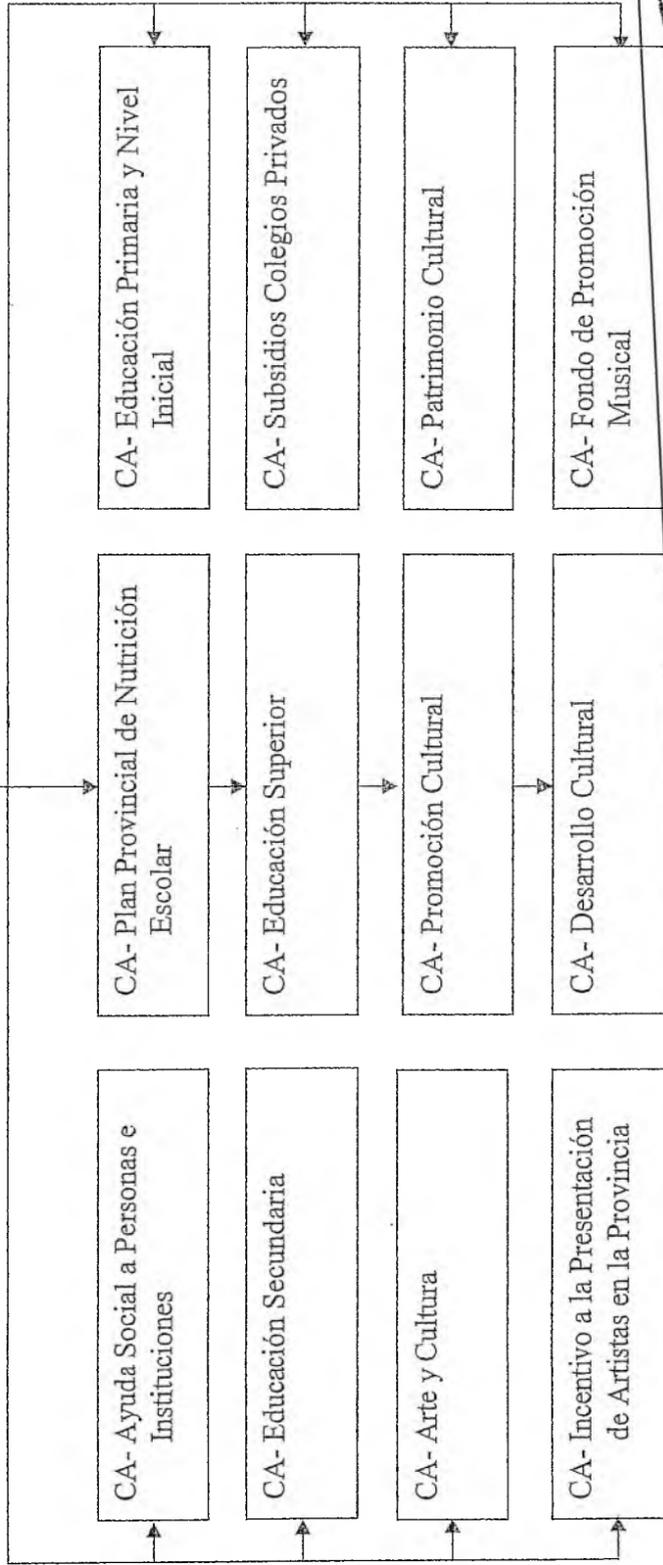 CA- Ayuda Social a Personas e
Instituciones
CA- Plan Provincial de Nutrición
Escolar
CA- Educación Primaria y Nivel
Inicial
CA- Educación Secundaria
CA- Educación Superior
CA- Subsidios Colegios Privados
CA- Arte y Cultura
CA- Promoción Cultural
CA- Patrimonio Cultural
CA- Incentivo a la Presentación
de Artistas en la Provincia
CA- Desarrollo Cultural
CA- Fondo de Promoción
Musical